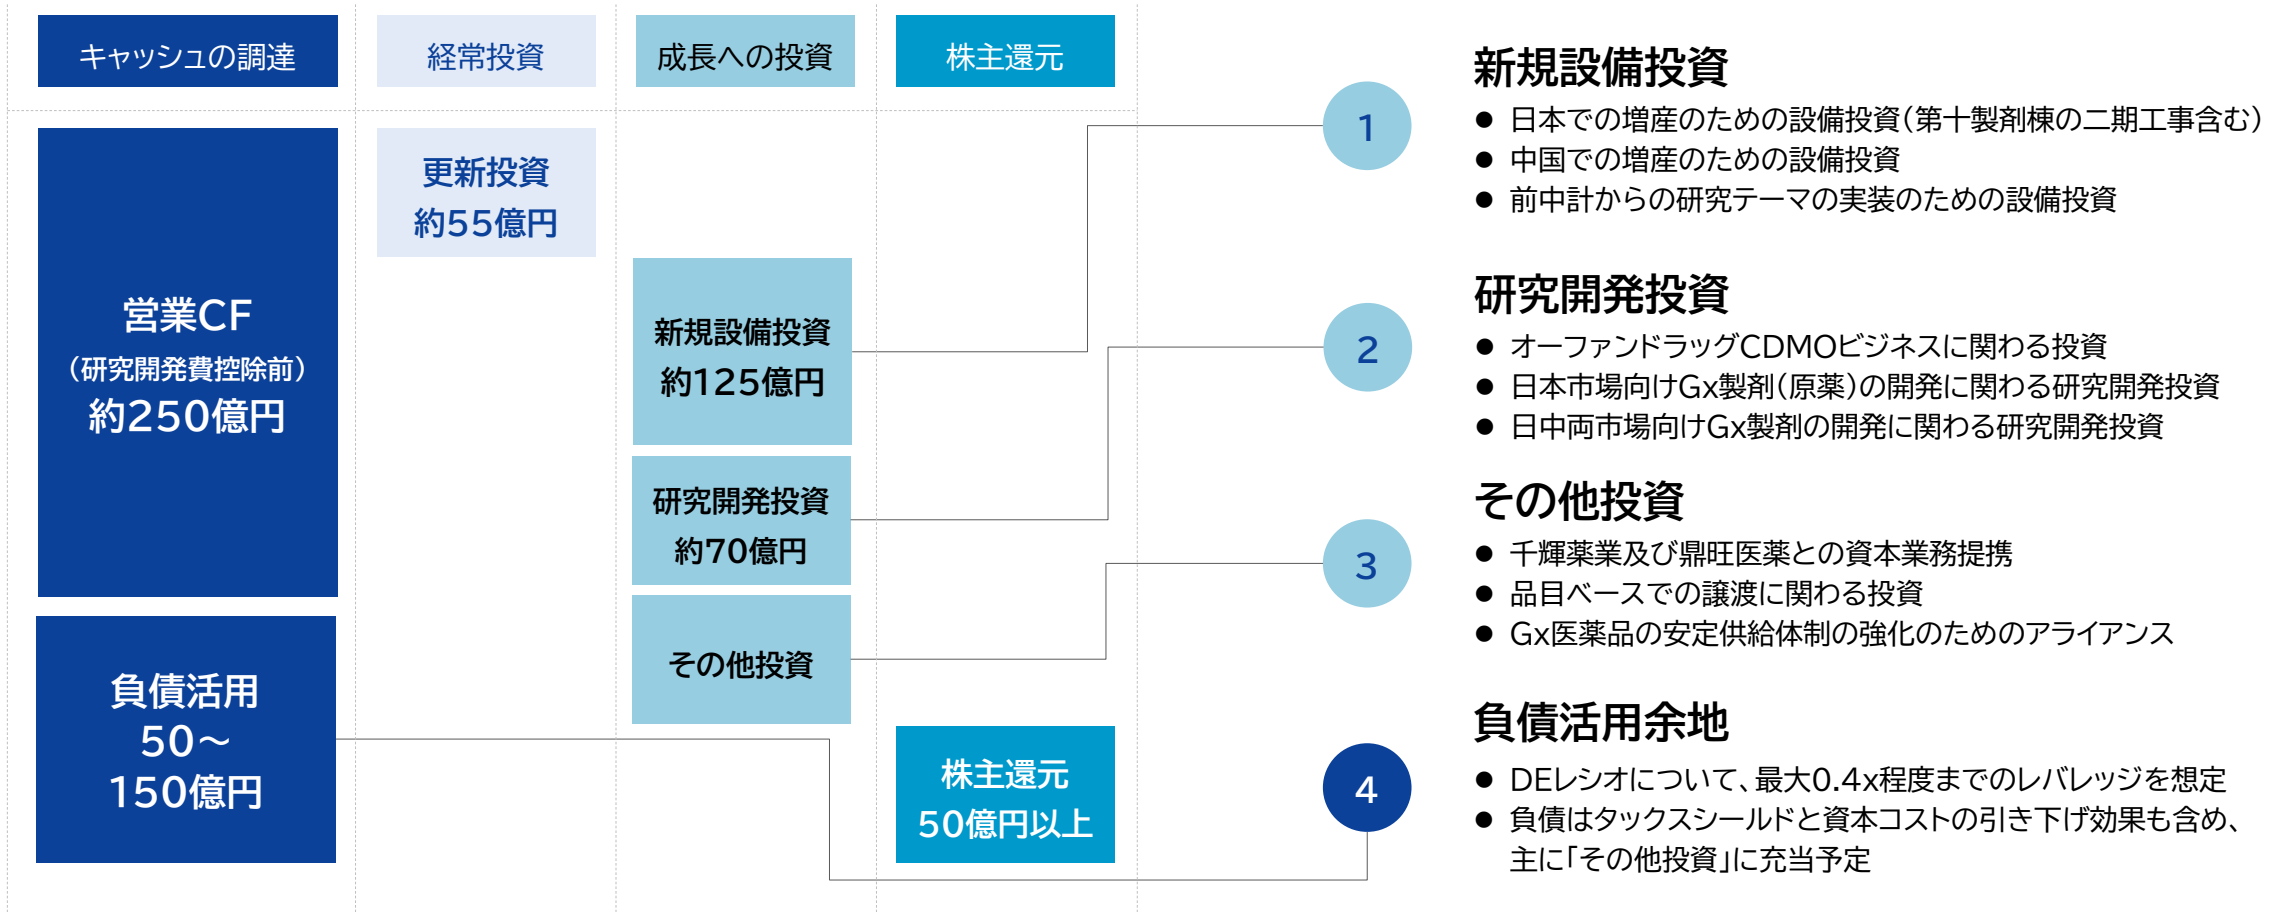 キャッシュの調達
経常投資
成長への投資
株主還元
営業CF
(研究開発費控除前)
約250億円
負債活用
50～
150億円
更新投資
約55億円
新規設備投資
約125億円
研究開発投資
約70億円
その他投資
株主還元
50億円以上
1
新規設備投資
● 日本での増産のための設備投資(第十製剤棟の二期工事含む)
● 中国での増産のための設備投資
● 前中計からの研究テーマの実装のための設備投資
2
研究開発投資
● オーファンドラッグCDMOビジネスに関わる投資
● 日本市場向けGx製剤(原薬)の開発に関わる研究開発投資
● 日中両市場向けGx製剤の開発に関わる研究開発投資
3
その他投資
● 千輝薬業及び鼎旺医薬との資本業務提携
● 品目ベースでの譲渡に関わる投資
● Gx医薬品の安定供給体制の強化のためのアライアンス
4
負債活用余地
● DEレシオについて、最大0.4x程度までのレバレッジを想定
● 負債はタックスシールドと資本コストの引き下げ効果も含め、
主に「その他投資」に充当予定